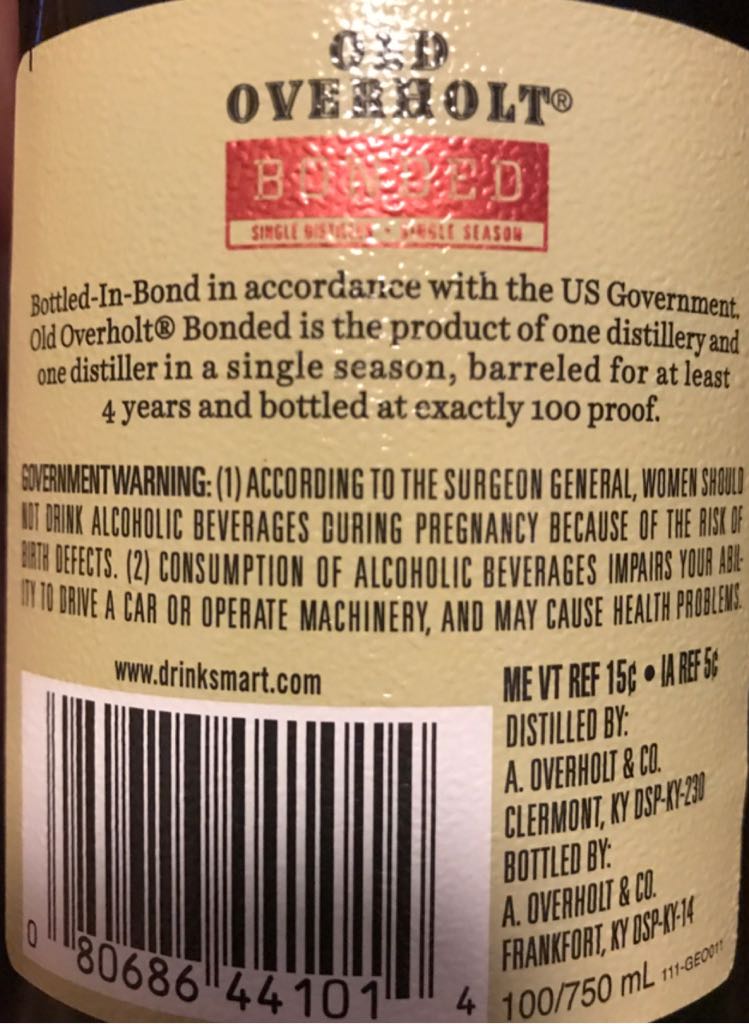 OLD
OVERHOLT®
BONDED
SINGLE DISTILLER • SINGLE SEASON
Bottled-In-Bond in accordance with the US Government.
Old Overholt® Bonded is the product of one distillery and
one distiller in a single season, barreled for at least
4 years and bottled at exactly 100 proof.
GOVERNMENT WARNING: (1) ACCORDING TO THE SURGEON GENERAL, WOMEN SHOULD
NOT DRINK ALCOHOLIC BEVERAGES DURING PREGNANCY BECAUSE OF THE RISK OF
BIRTH DEFECTS. (2) CONSUMPTION OF ALCOHOLIC BEVERAGES IMPAIRS YOUR ABIL-
ITY TO DRIVE A CAR OR OPERATE MACHINERY, AND MAY CAUSE HEALTH PROBLEMS.
www.drinksmart.com
0 80686 44101 4
ME VT REF 15¢ • IA REF 5¢
DISTILLED BY:
A. OVERHOLT & CO.
CLERMONT, KY DSP-KY-230
BOTTLED BY:
A. OVERHOLT & CO.
FRANKFORT, KY DSP-KY-14
100/750 mL 111-GEO011